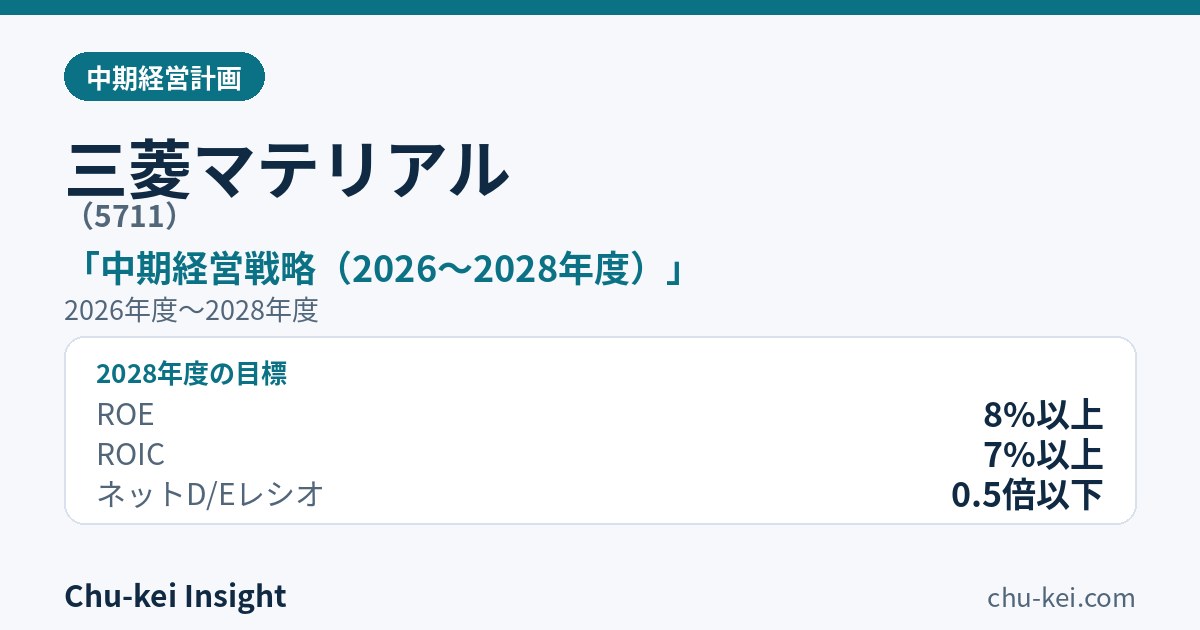 中期経営計画
三菱マテリアル
（5711）
「中期経営戦略（2026〜2028年度）」
2026年度〜2028年度
2028年度の目標
ROE 8%以上
ROIC 7%以上
ネットD/Eレシオ 0.5倍以下
Chu-kei Insight chu-kei.com